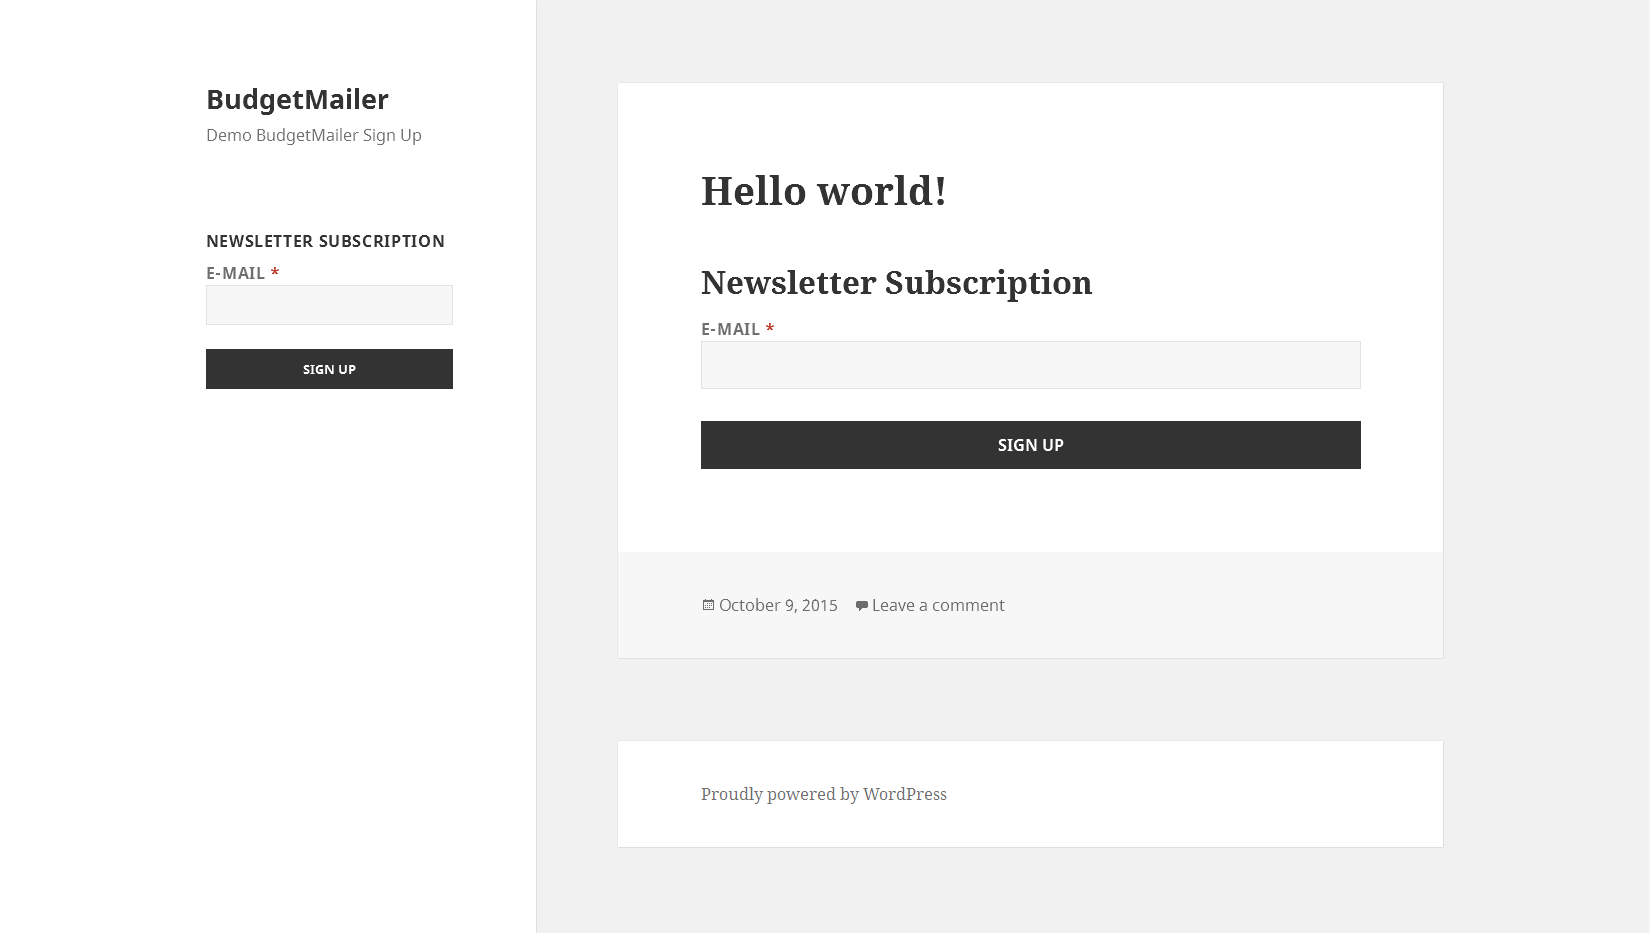 BudgetMailer
Demo BudgetMailer Sign Up
NEWSLETTER SUBSCRIPTION
E-MAIL *
SIGN UP
Hello world!
Newsletter Subscription
E-MAIL *
SIGN UP
October 9, 2015 Leave a comment
Proudly powered by WordPress